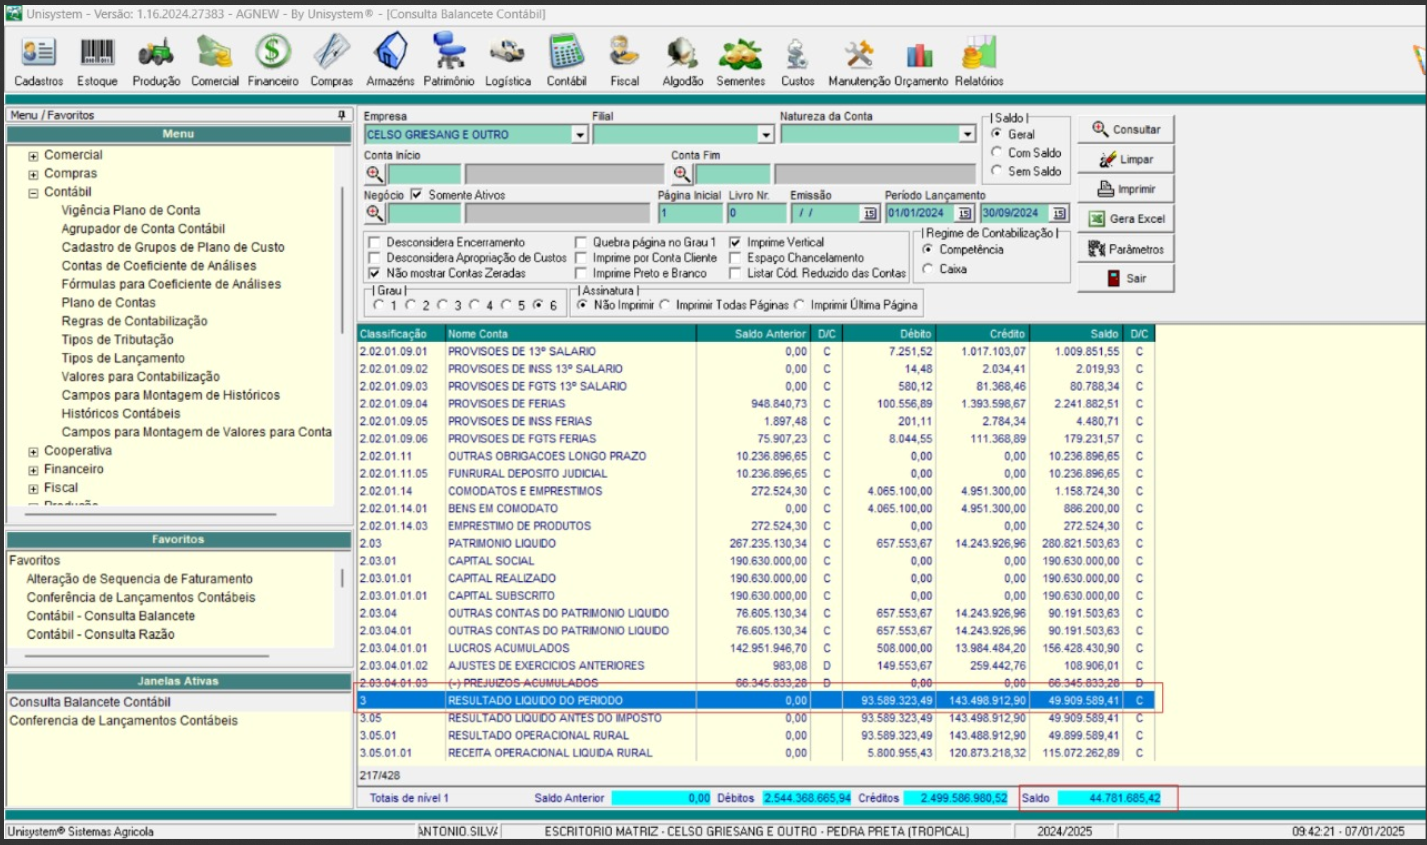 Unisystem - Versão: 1.16.2024.27383 - AGNEW - By Unisystem® - [Consulta Balancete Contábil]
Cadastros Estoque Produção Comercial Financeiro Compras Armazéns Patrimônio Logística Contábil Fiscal Algodão Sementes Custos Manutenção Orçamento Relatórios
Menu / Favoritos
Menu
Comercial
Compras
Contábil
Vigência Plano de Conta
Agrupador de Conta Contábil
Cadastro de Grupos de Plano de Custo
Contas de Coeficiente de Análises
Fórmulas para Coeficiente de Análises
Plano de Contas
Regras de Contabilização
Tipos de Tributação
Tipos de Lançamento
Valores para Contabilização
Campos para Montagem de Históricos
Históricos Contábeis
Campos para Montagem de Valores para Conta
Cooperativa
Financeiro
Fiscal
Produção
Favoritos
Favoritos
Alteração de Sequencia de Faturamento
Conferência de Lançamentos Contábeis
Contábil - Consulta Balancete
Contábil - Consulta Razão
Janelas Ativas
Consulta Balancete Contábil
Conferencia de Lançamentos Contábeis
Empresa Filial Natureza da Conta
CELSO GRIESANG E OUTRO
Conta Início Conta Fim
Negócio Somente Ativos Página Inicial Livro Nr. Emissão Período Lançamento
1 0 / / 15 01/01/2024 15 30/09/2024 15
Saldo
Geral
Com Saldo
Sem Saldo
Consultar
Limpar
Imprimir
Gera Excel
Parâmetros
Sair
Desconsidera Encerramento Quebra página no Grau 1 Imprime Vertical
Desconsidera Apropriação de Custos Imprime por Conta Cliente Espaço Chancelamento
Não mostrar Contas Zeradas Imprime Preto e Branco Listar Cód. Reduzido das Contas
Regime de Contabilização
Competência
Caixa
Grau
1 2 3 4 5 6
Assinatura
Não Imprimir Imprimir Todas Páginas Imprimir Última Página
Classificação Nome Conta Saldo Anterior D/C Débito Crédito Saldo D/C
2.02.01.09.01 PROVISOES DE 13º SALARIO 0,00 C 7.251,52 1.017.103,07 1.009.851,55 C
2.02.01.09.02 PROVISOES DE INSS 13º SALARIO 0,00 C 14,48 2.034,41 2.019,93 C
2.02.01.09.03 PROVISOES DE FGTS 13º SALARIO 0,00 C 580,12 81.368,46 80.788,34 C
2.02.01.09.04 PROVISOES DE FERIAS 948.840,73 C 100.556,89 1.393.598,67 2.241.882,51 C
2.02.01.09.05 PROVISOES DE INSS FERIAS 1.897,48 C 201,11 2.784,34 4.480,71 C
2.02.01.09.06 PROVISOES DE FGTS FERIAS 75.907,23 C 8.044,55 111.368,89 179.231,57 C
2.02.01.11 OUTRAS OBRIGACOES LONGO PRAZO 10.236.896,65 C 0,00 0,00 10.236.896,65 C
2.02.01.11.05 FUNRURAL DEPOSITO JUDICIAL 10.236.896,65 C 0,00 0,00 10.236.896,65 C
2.02.01.14 COMODATOS E EMPRESTIMOS 272.524,30 C 4.065.100,00 4.951.300,00 1.158.724,30 C
2.02.01.14.01 BENS EM COMODATO 0,00 C 4.065.100,00 4.951.300,00 886.200,00 C
2.02.01.14.03 EMPRESTIMO DE PRODUTOS 272.524,30 C 0,00 0,00 272.524,30 C
2.03 PATRIMONIO LIQUIDO 267.235.130,34 C 657.553,67 14.243.926,96 280.821.503,63 C
2.03.01 CAPITAL SOCIAL 190.630.000,00 C 0,00 0,00 190.630.000,00 C
2.03.01.01 CAPITAL REALIZADO 190.630.000,00 C 0,00 0,00 190.630.000,00 C
2.03.01.01.01 CAPITAL SUBSCRITO 190.630.000,00 C 0,00 0,00 190.630.000,00 C
2.03.04 OUTRAS CONTAS DO PATRIMONIO LIQUIDO 76.605.130,34 C 657.553,67 14.243.926,96 90.191.503,63 C
2.03.04.01 OUTRAS CONTAS DO PATRIMONIO LIQUIDO 76.605.130,34 C 657.553,67 14.243.926,96 90.191.503,63 C
2.03.04.01.01 LUCROS ACUMULADOS 142.951.946,70 C 508.000,00 13.984.484,20 156.428.430,90 C
2.03.04.01.02 AJUSTES DE EXERCICIOS ANTERIORES 983,08 D 149.553,67 259.442,76 108.906,01 C
2.03.04.01.03 (-) PREJUIZOS ACUMULADOS 66.345.833,28 D 0,00 0,00 66.345.833,28 D
3 RESULTADO LIQUIDO DO PERIODO 0,00 93.589.323,49 143.498.912,90 49.909.589,41 C
3.05 RESULTADO LIQUIDO ANTES DO IMPOSTO 0,00 93.589.323,49 143.498.912,90 49.909.589,41 C
3.05.01 RESULTADO OPERACIONAL RURAL 0,00 93.589.323,49 143.488.912,90 49.899.589,41 C
3.05.01.01 RECEITA OPERACIONAL LIQUIDA RURAL 0,00 5.800.955,43 120.873.218,32 115.072.262,89 C
217/428
Totais de nível 1 Saldo Anterior 0,00 Débitos 2.544.368.665,94 Créditos 2.499.586.980,52 Saldo 44.781.685,42
Unisystem® Sistemas Agricola ANTONIO.SILVA ESCRITORIO MATRIZ - CELSO GRIESANG E OUTRO - PEDRA PRETA (TROPICAL) 2024/2025 09:42:21 - 07/01/2025